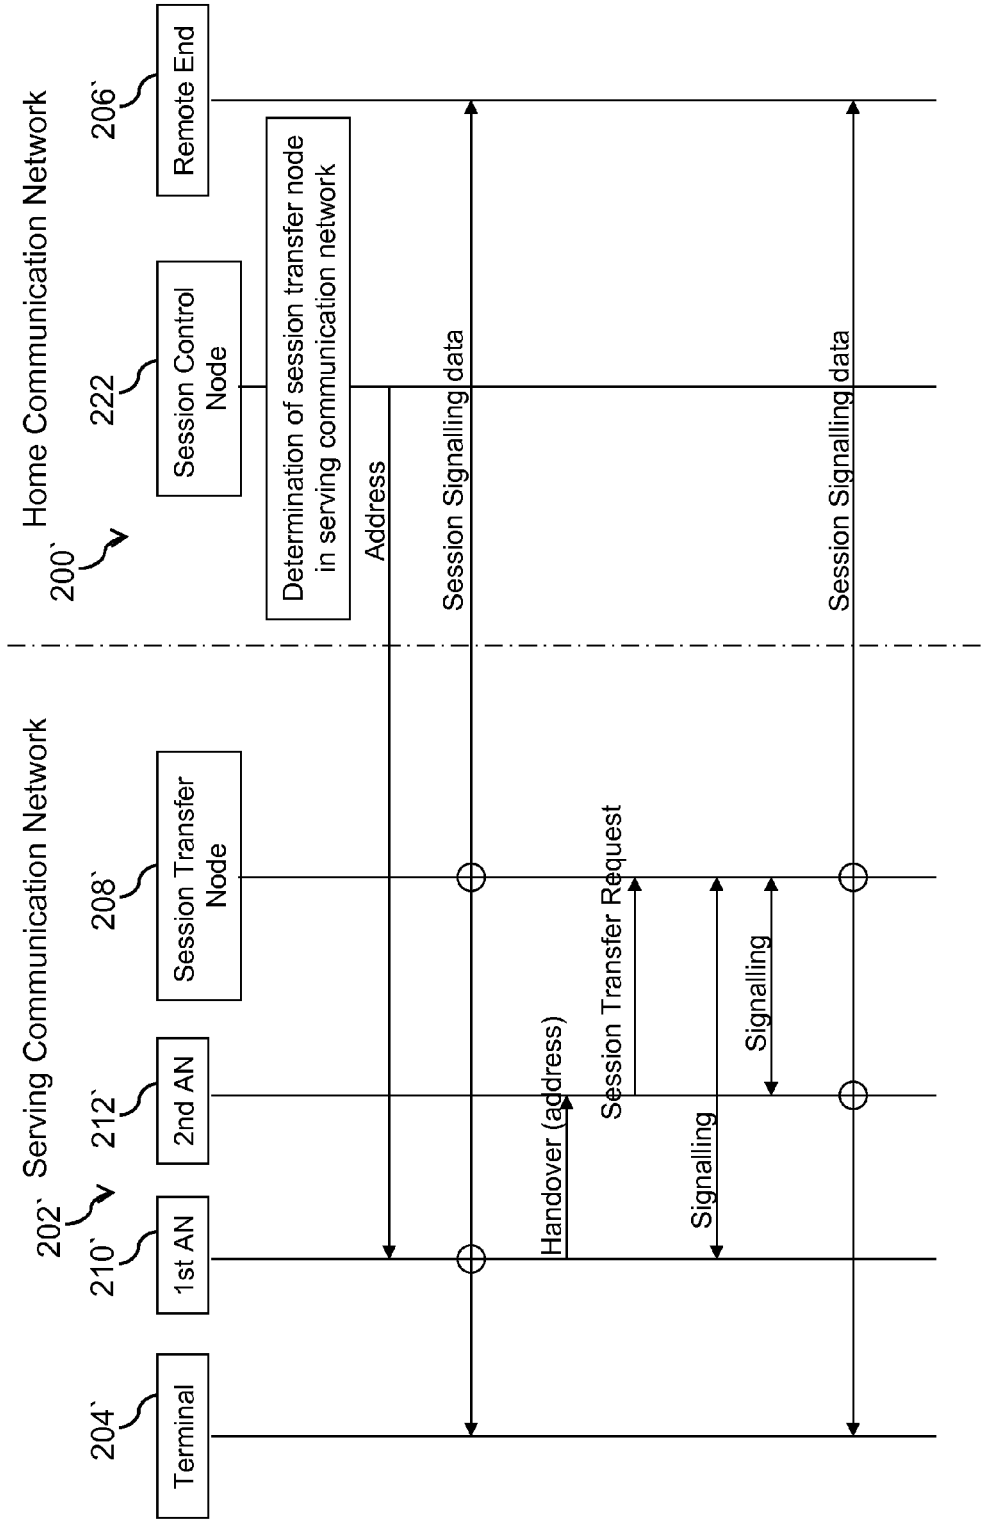 Serving Communication Network
Home Communication Network
202`
200`
204`
210`
212`
208`
222
206`
Terminal
1st AN
2nd AN
Session Transfer
Node
Session Control
Node
Remote End
Determination of session transfer node
in serving communication network
Address
Session Signalling data
Handover (address)
Session Transfer Request
Signalling
Signalling
Session Signalling data